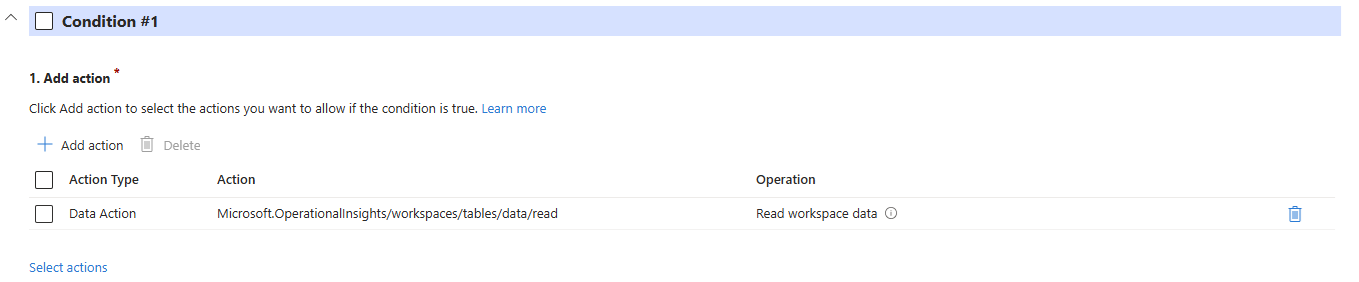 Condition #1
1. Add action *
Click Add action to select the actions you want to allow if the condition is true. Learn more
Add action Delete
Action Type Action Operation
Data Action Microsoft.OperationalInsights/workspaces/tables/data/read Read workspace data
Select actions